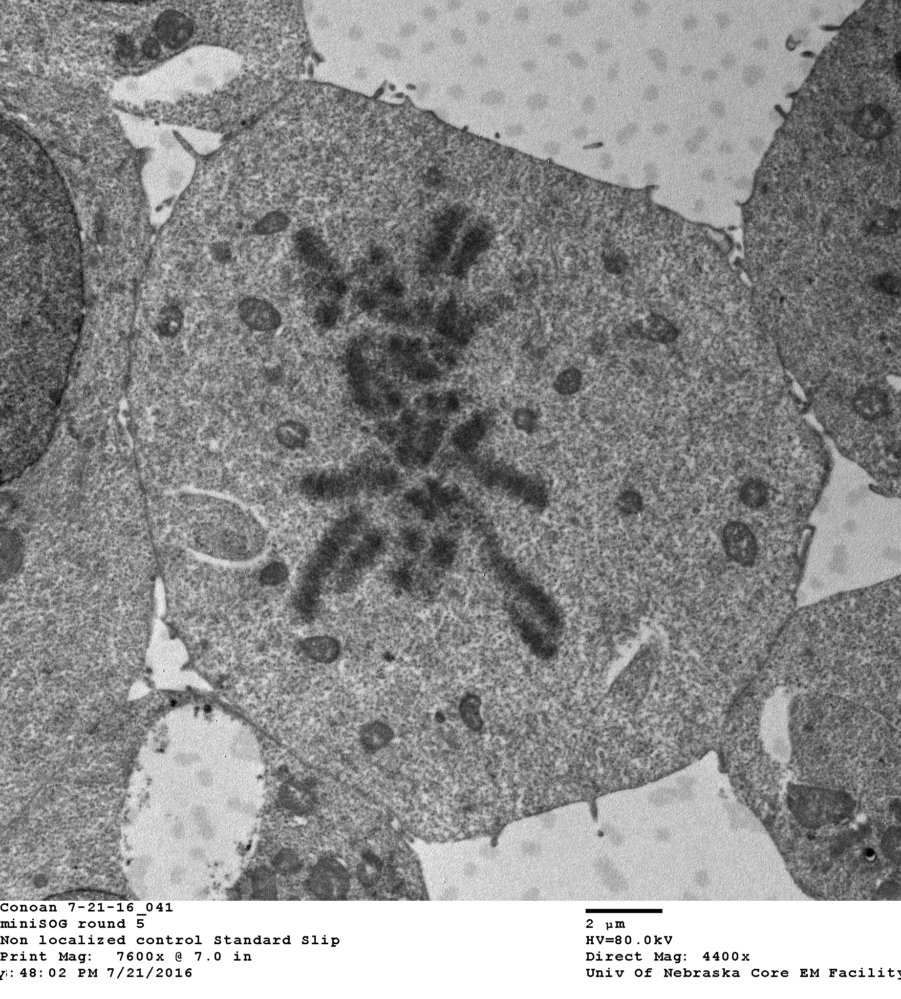 Conoan 7-21-16_041
miniSOG round 5
Non localized control Standard Slip
Print Mag: 7600x @ 7.0 in
:48:02 PM 7/21/2016
2 µm
HV=80.0kV
Direct Mag: 4400x
Univ Of Nebraska Core EM Facility